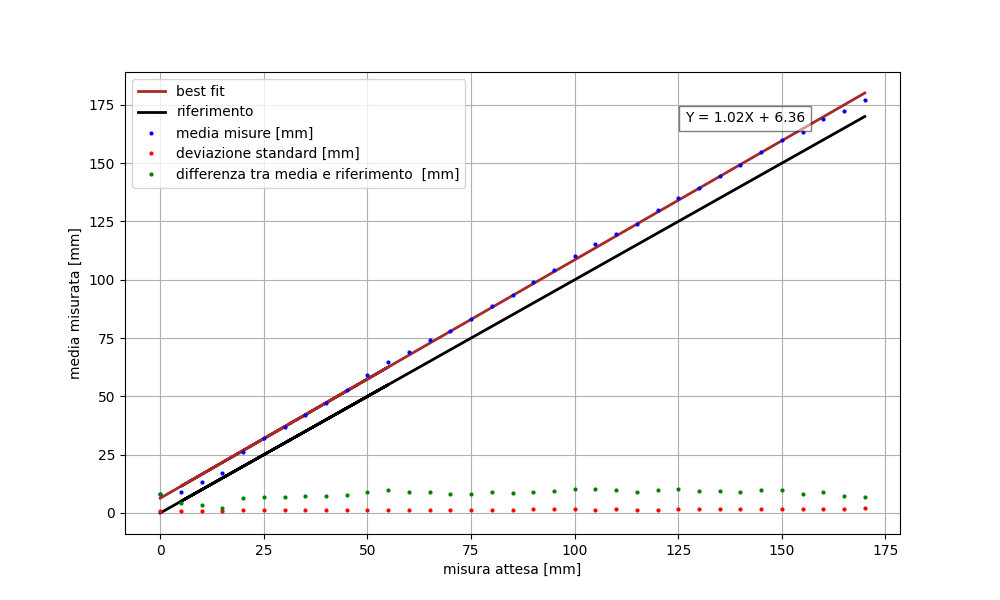 best fit
riferimento
media misure [mm]
deviazione standard [mm]
differenza tra media e riferimento  [mm]
Y = 1.02X + 6.36
175
150
125
100
75
50
25
0
media misurata [mm]
0 25 50 75 100 125 150 175
misura attesa [mm]